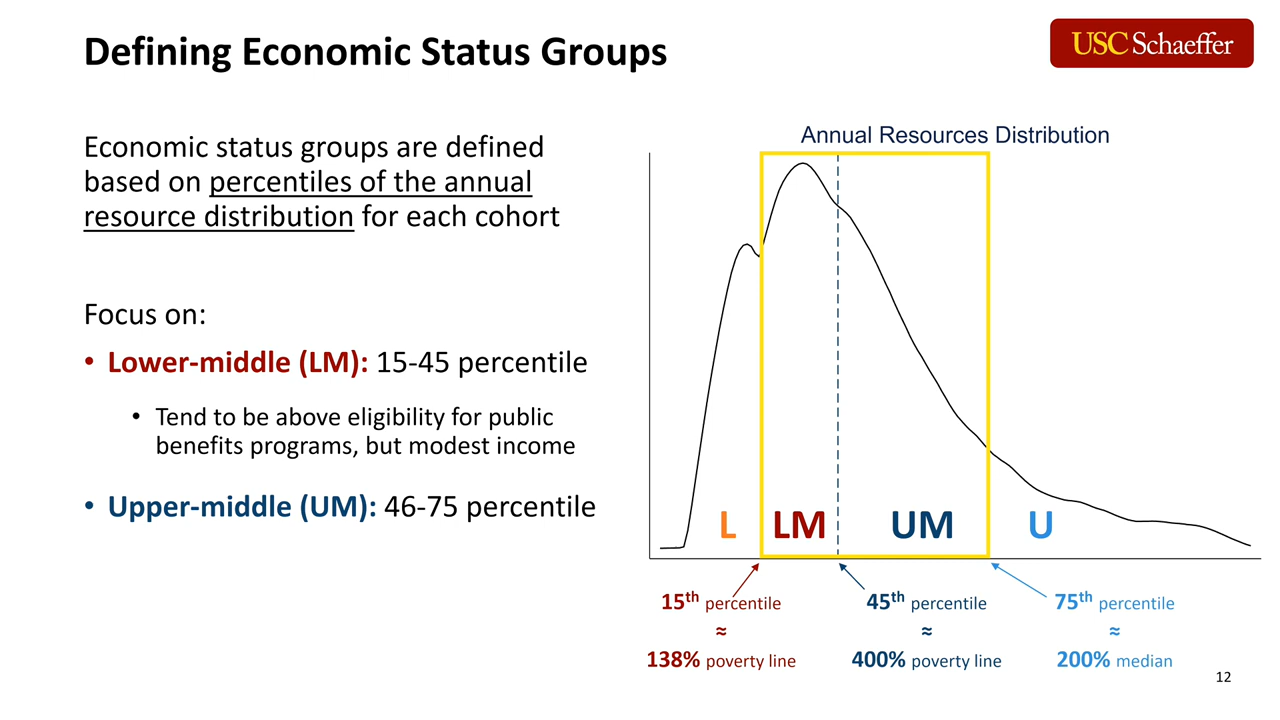 Defining Economic Status Groups
USC Schaeffer
Economic status groups are defined
based on percentiles of the annual
resource distribution for each cohort
Focus on:
• Lower-middle (LM): 15-45 percentile
• Tend to be above eligibility for public
benefits programs, but modest income
• Upper-middle (UM): 46-75 percentile
Annual Resources Distribution
L LM UM U
15th percentile
≈
138% poverty line
45th percentile
≈
400% poverty line
75th percentile
≈
200% median
12